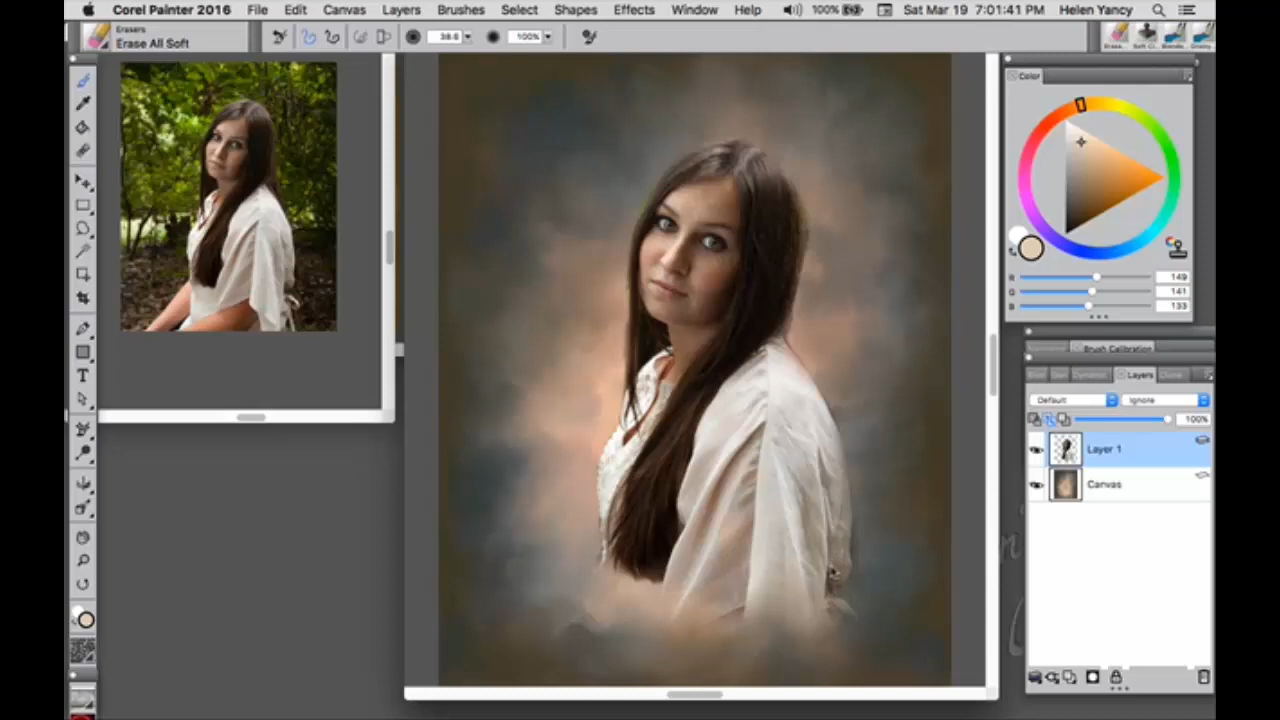 Corel Painter 2016 File Edit Canvas Layers Brushes Select Shapes Effects Window Help 100% Sat Mar 19 7:01:41 PM Helen Yancy
Erasers
Erase All Soft
38.6 100%
Color
R 149
G 141
B 133
Brush Calibration
Layers
Default Ignore
100%
Layer 1
Canvas